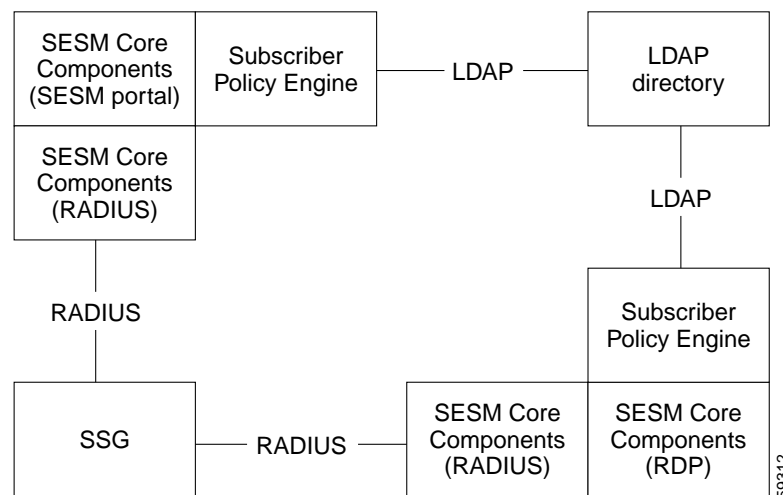 SESM Core
Components
(SESM portal)
Subscriber
Policy Engine
LDAP
LDAP
directory
SESM Core
Components
(RADIUS)
LDAP
RADIUS
Subscriber
Policy Engine
SSG
RADIUS
SESM Core
Components
(RADIUS)
SESM Core
Components
(RDP)